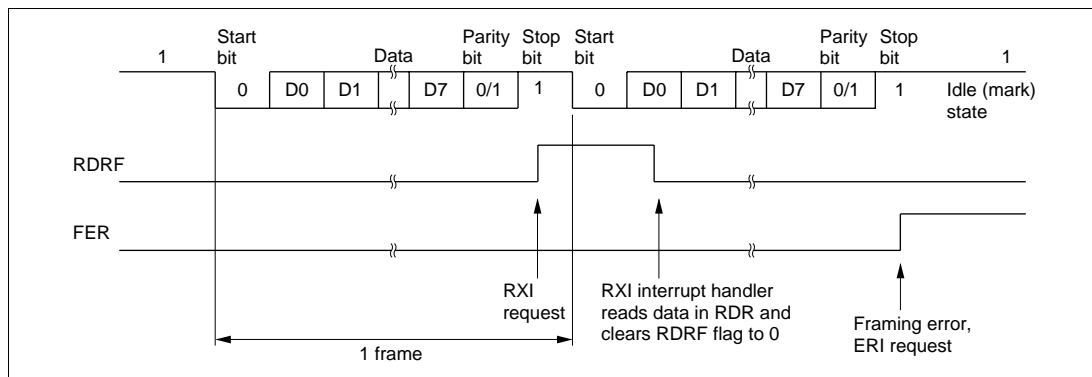 1
Start
bit
Data
Parity
bit
Stop
bit
Start
bit
Data
Parity
bit
Stop
bit
1
0 D0 D1 D7 0/1 1 0 D0 D1 D7 0/1 1
Idle (mark)
state
RDRF
FER
RXI
request
RXI interrupt handler
reads data in RDR and
clears RDRF flag to 0
Framing error,
ERI request
1 frame